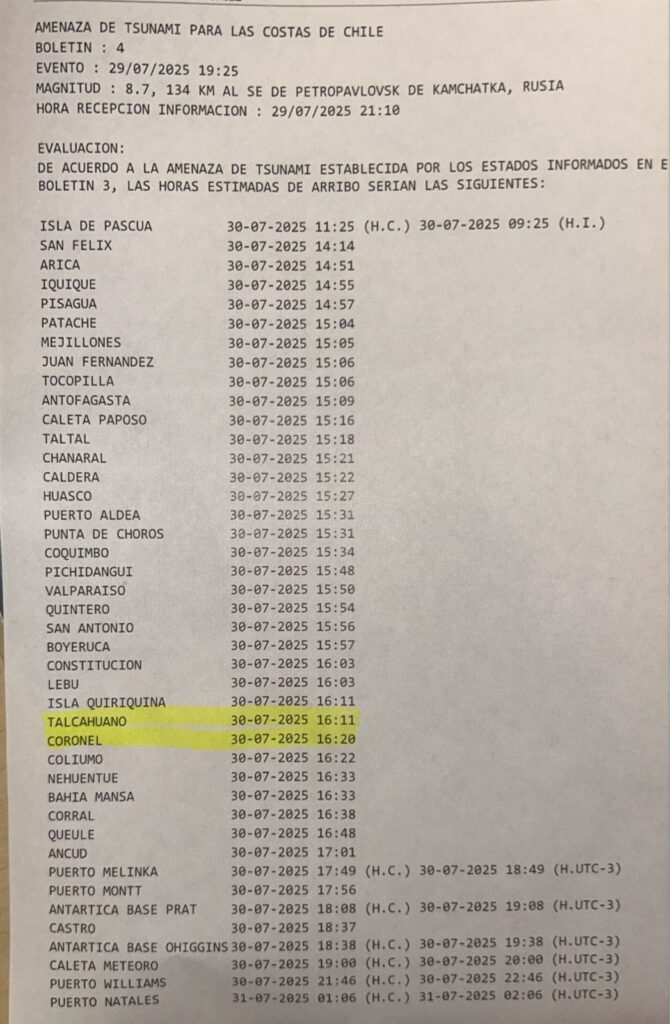 AMENAZA DE TSUNAMI PARA LAS COSTAS DE CHILE
BOLETIN : 4
EVENTO : 29/07/2025 19:25
MAGNITUD : 8.7, 134 KM AL SE DE PETROPAVLOVSK DE KAMCHATKA, RUSIA
HORA RECEPCION INFORMACION : 29/07/2025 21:10
EVALUACION:
DE ACUERDO A LA AMENAZA DE TSUNAMI ESTABLECIDA POR LOS ESTADOS INFORMADOS EN E
BOLETIN 3, LAS HORAS ESTIMADAS DE ARRIBO SERIAN LAS SIGUIENTES:
ISLA DE PASCUA 30-07-2025 11:25 (H.C.) 30-07-2025 09:25 (H.I.)
SAN FELIX 30-07-2025 14:14
ARICA 30-07-2025 14:51
IQUIQUE 30-07-2025 14:55
PISAGUA 30-07-2025 14:57
PATACHE 30-07-2025 15:04
MEJILLONES 30-07-2025 15:05
JUAN FERNANDEZ 30-07-2025 15:06
TOCOPILLA 30-07-2025 15:06
ANTOFAGASTA 30-07-2025 15:09
CALETA PAPOSO 30-07-2025 15:16
TALTAL 30-07-2025 15:18
CHANARAL 30-07-2025 15:21
CALDERA 30-07-2025 15:22
HUASCO 30-07-2025 15:27
PUERTO ALDEA 30-07-2025 15:31
PUNTA DE CHOROS 30-07-2025 15:31
COQUIMBO 30-07-2025 15:34
PICHIDANGUI 30-07-2025 15:48
VALPARAISO 30-07-2025 15:50
QUINTERO 30-07-2025 15:54
SAN ANTONIO 30-07-2025 15:56
BOYERUCA 30-07-2025 15:57
CONSTITUCION 30-07-2025 16:03
LEBU 30-07-2025 16:03
ISLA QUIRIQUINA 30-07-2025 16:11
TALCAHUANO 30-07-2025 16:11
CORONEL 30-07-2025 16:20
COLIUMO 30-07-2025 16:22
NEHUENTUE 30-07-2025 16:33
BAHIA MANSA 30-07-2025 16:33
CORRAL 30-07-2025 16:38
QUEULE 30-07-2025 16:48
ANCUD 30-07-2025 17:01
PUERTO MELINKA 30-07-2025 17:49 (H.C.) 30-07-2025 18:49 (H.UTC-3)
PUERTO MONTT 30-07-2025 17:56
ANTARTICA BASE PRAT 30-07-2025 18:08 (H.C.) 30-07-2025 19:08 (H.UTC-3)
CASTRO 30-07-2025 18:37
ANTARTICA BASE OHIGGINS 30-07-2025 18:38 (H.C.) 30-07-2025 19:38 (H.UTC-3)
CALETA METEORO 30-07-2025 19:00 (H.C.) 30-07-2025 20:00 (H.UTC-3)
PUERTO WILLIAMS 30-07-2025 21:46 (H.C.) 30-07-2025 22:46 (H.UTC-3)
PUERTO NATALES 31-07-2025 01:06 (H.C.) 31-07-2025 02:06 (H.UTC-3)